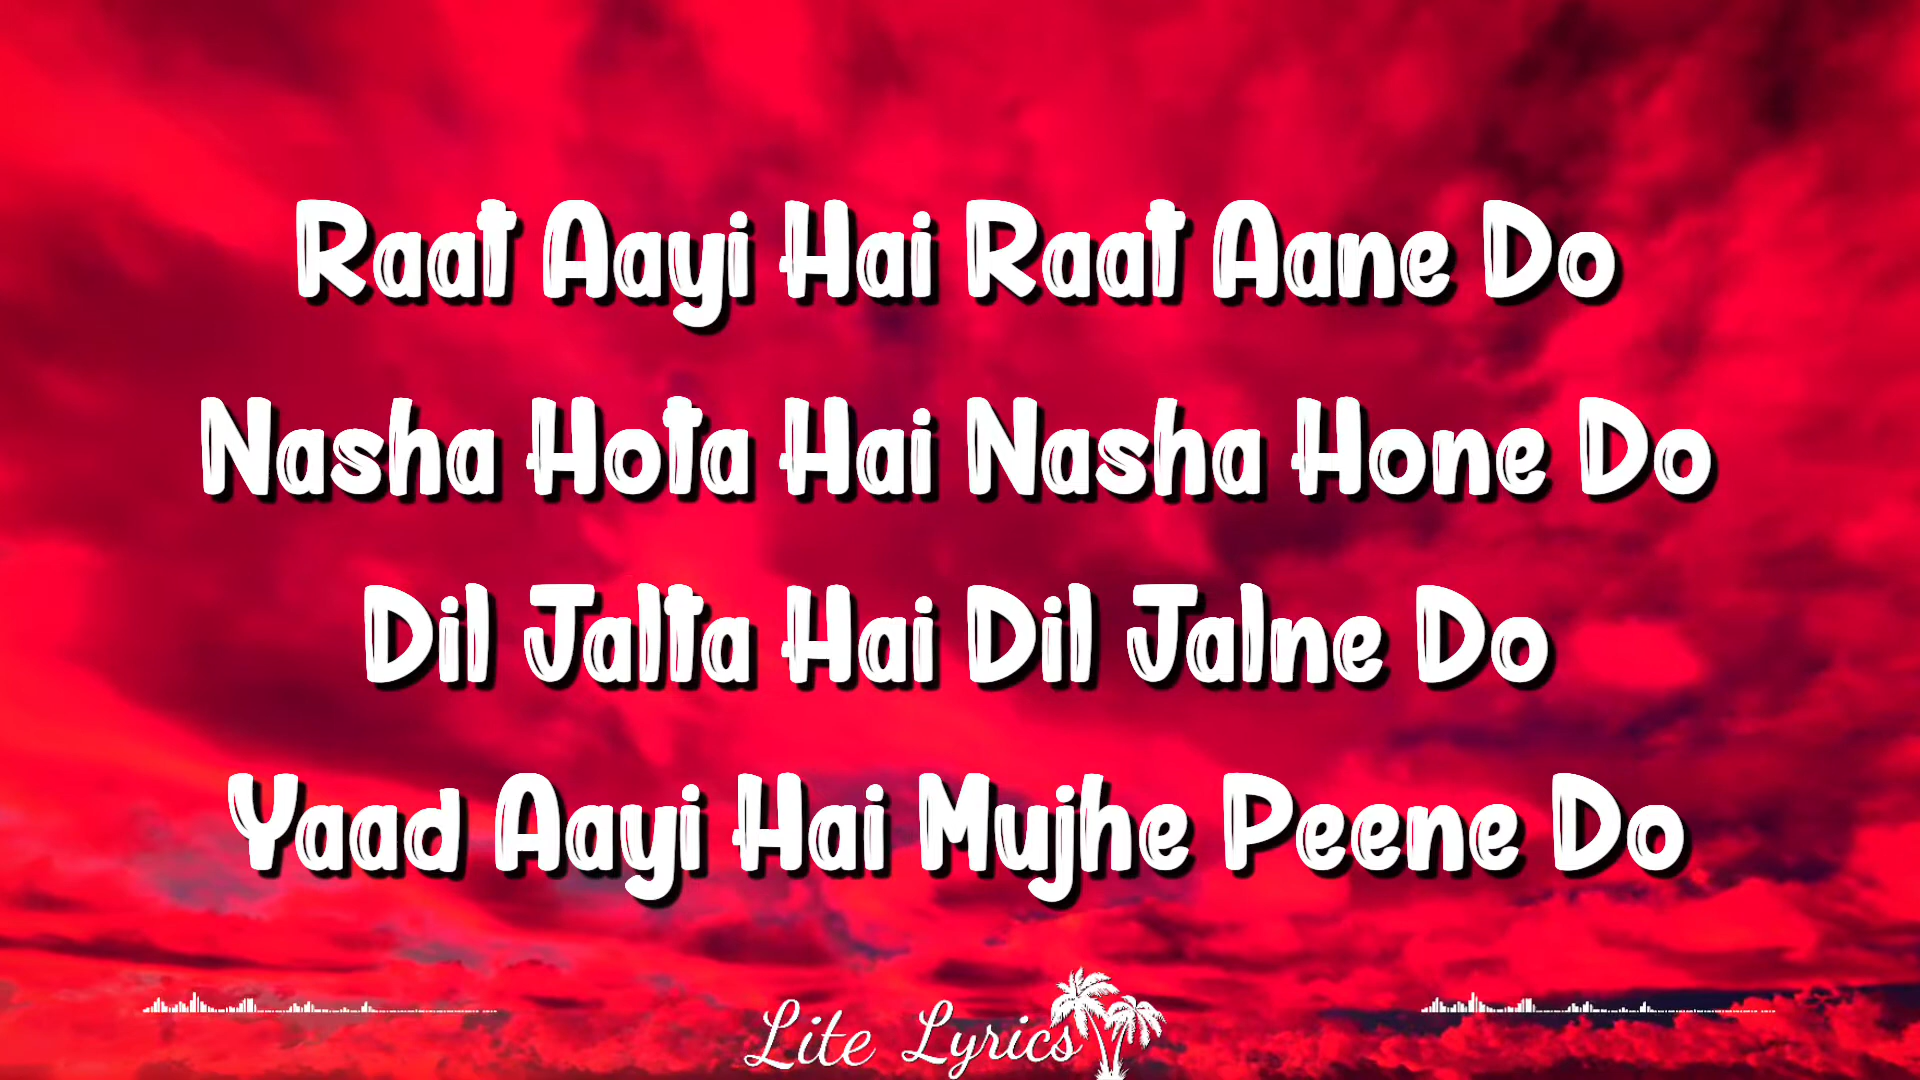 Raat Aayi Hai Raat Aane Do
Nasha Hota Hai Nasha Hone Do
Dil Jalta Hai Dil Jalne Do
Yaad Aayi Hai Mujhe Peene Do
Lite Lyrics